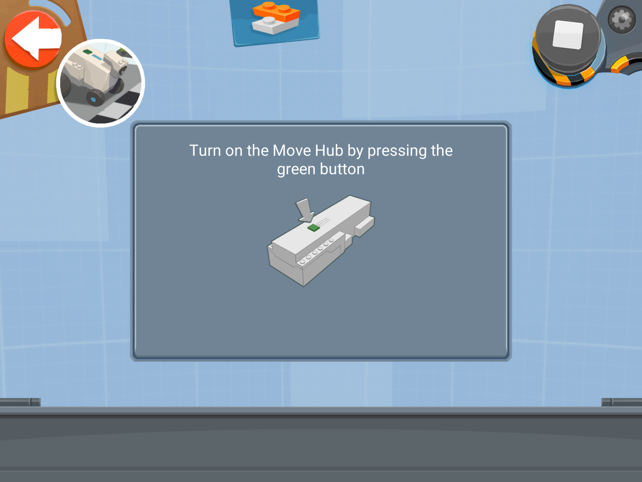 Turn on the Move Hub by pressing the
green button